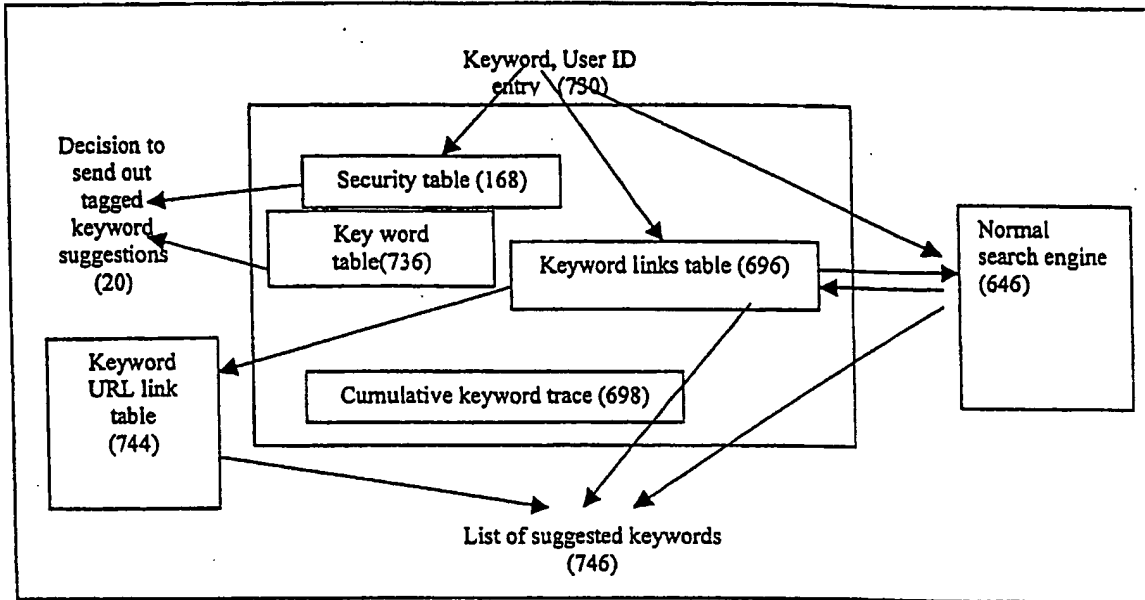 Keyword, User ID
entry (730)
Decision to
send out
tagged
keyword
suggestions
(20)
Security table (168)
Key word
table(736)
Keyword links table (696)
Normal
search engine
(646)
Keyword
URL link
table
(744)
Cumulative keyword trace (698)
List of suggested keywords
(746)